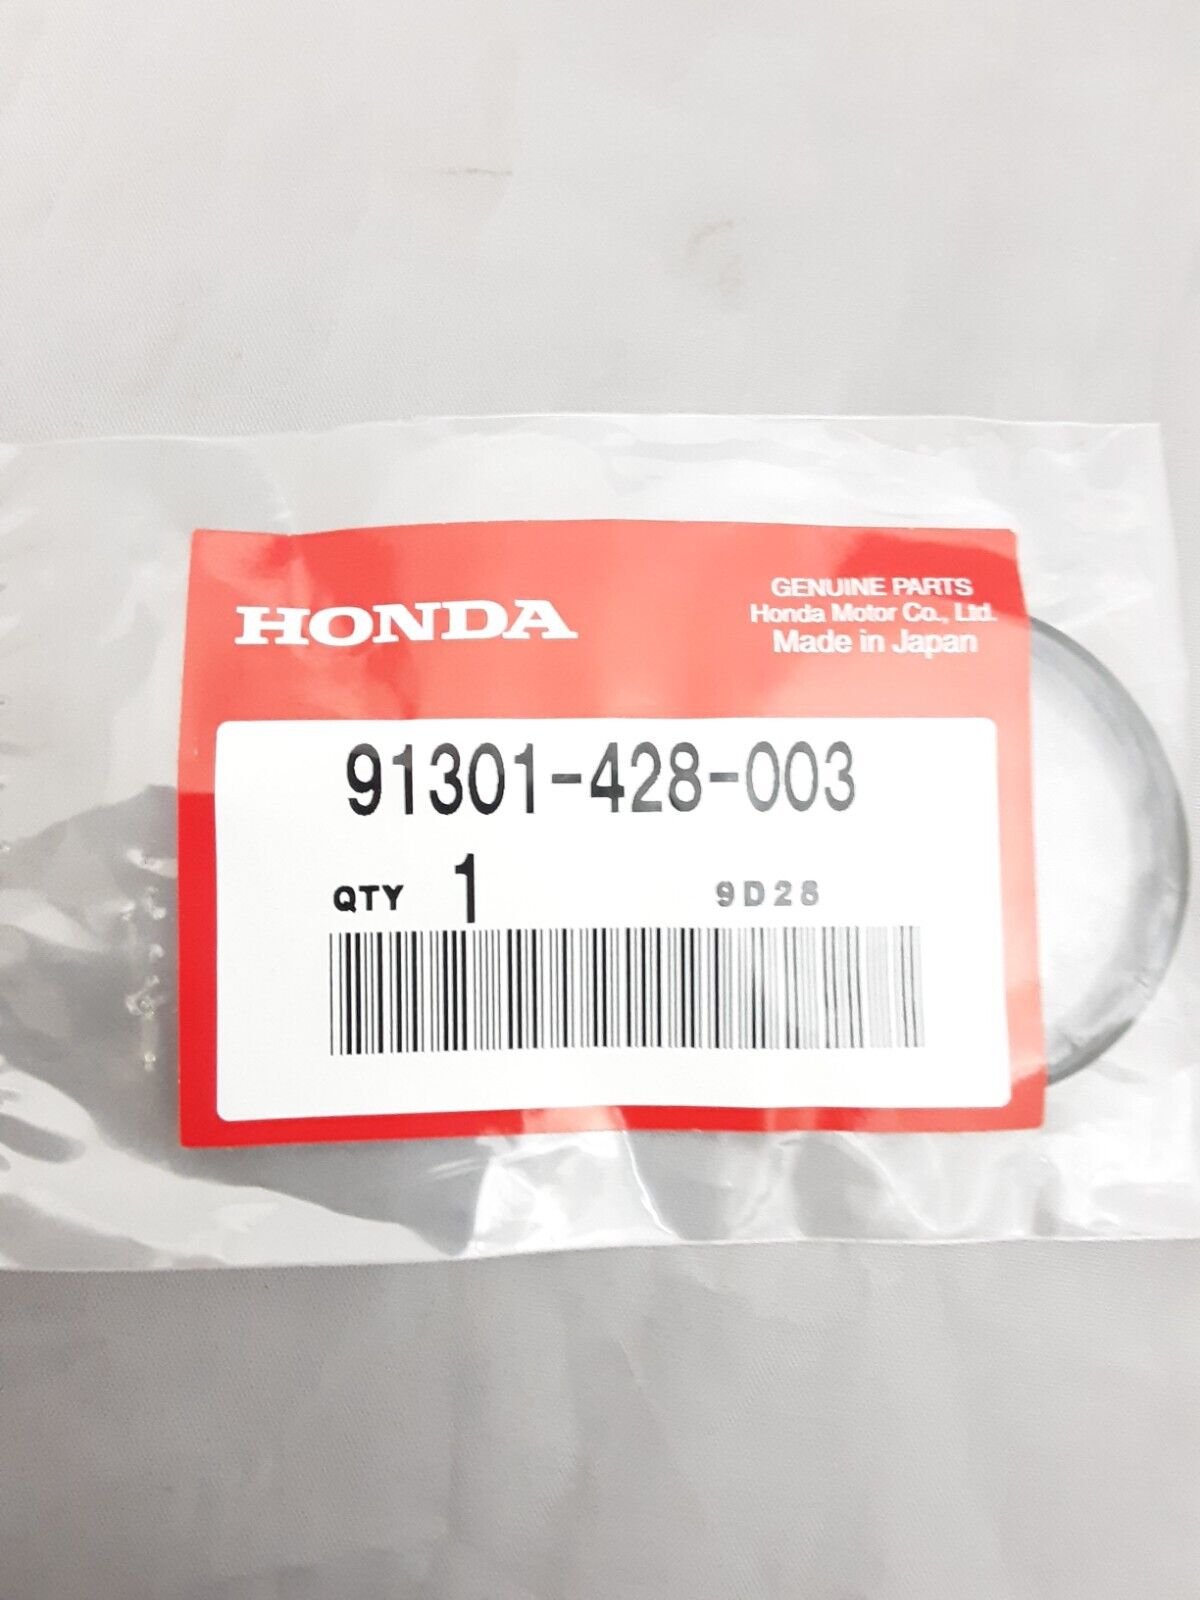 HONDA
GENUINE PARTS
Honda Motor Co., Ltd.
Made in Japan
91301-428-003
QTY 1 9D28